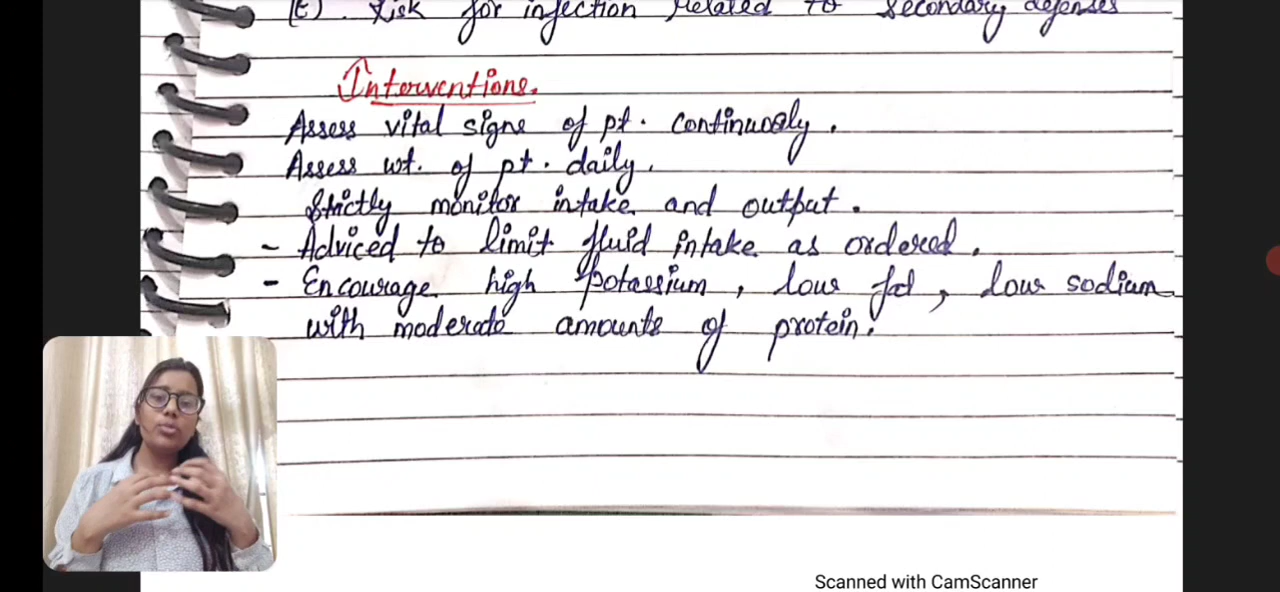 (E). Risk for infection related to secondary defenses
Interventions.
Assess vital signs of pt. continuosly.
Assess wt. of pt. daily.
Strictly monitor intake and output.
- Adviced to limit fluid intake as ordered.
- Encourage high potassium, low fat, low sodium
with moderate amounts of protein.
Scanned with CamScanner